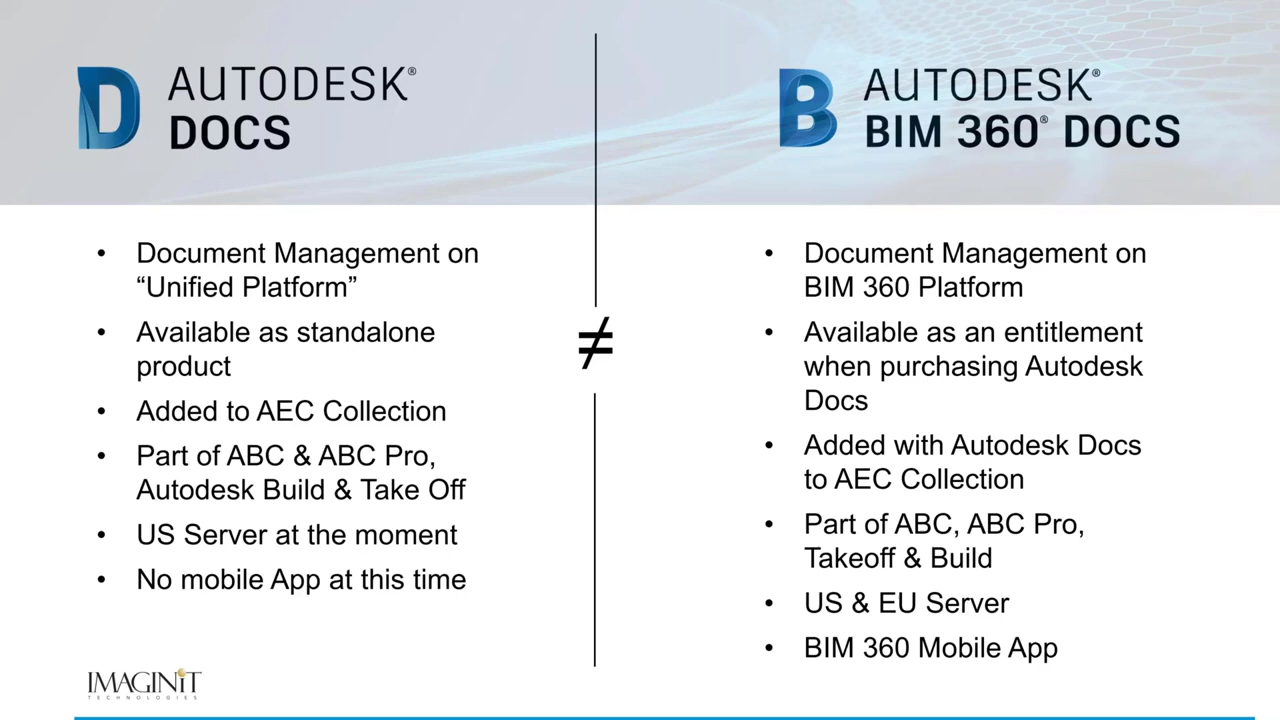 AUTODESK®
DOCS
• Document Management on
“Unified Platform”
• Available as standalone
product
• Added to AEC Collection
• Part of ABC & ABC Pro,
Autodesk Build & Take Off
• US Server at the moment
• No mobile App at this time
≠
AUTODESK®
BIM 360® DOCS
• Document Management on
BIM 360 Platform
• Available as an entitlement
when purchasing Autodesk
Docs
• Added with Autodesk Docs
to AEC Collection
• Part of ABC, ABC Pro,
Takeoff & Build
• US & EU Server
• BIM 360 Mobile App
IMAGINiT
TECHNOLOGIES